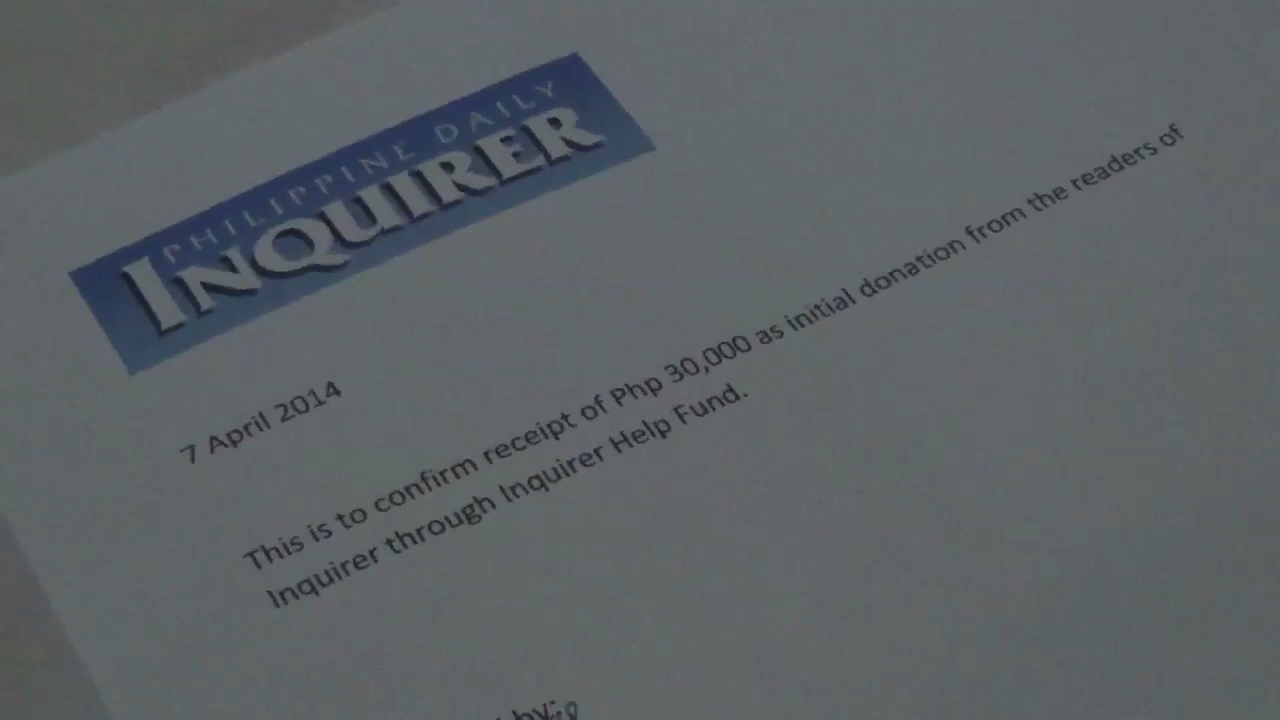 PHILIPPINE DAILY
INQUIRER
7 April 2014
This is to confirm receipt of Php 30,000 as initial donation from the readers of
Inquirer through Inquirer Help Fund.
by: